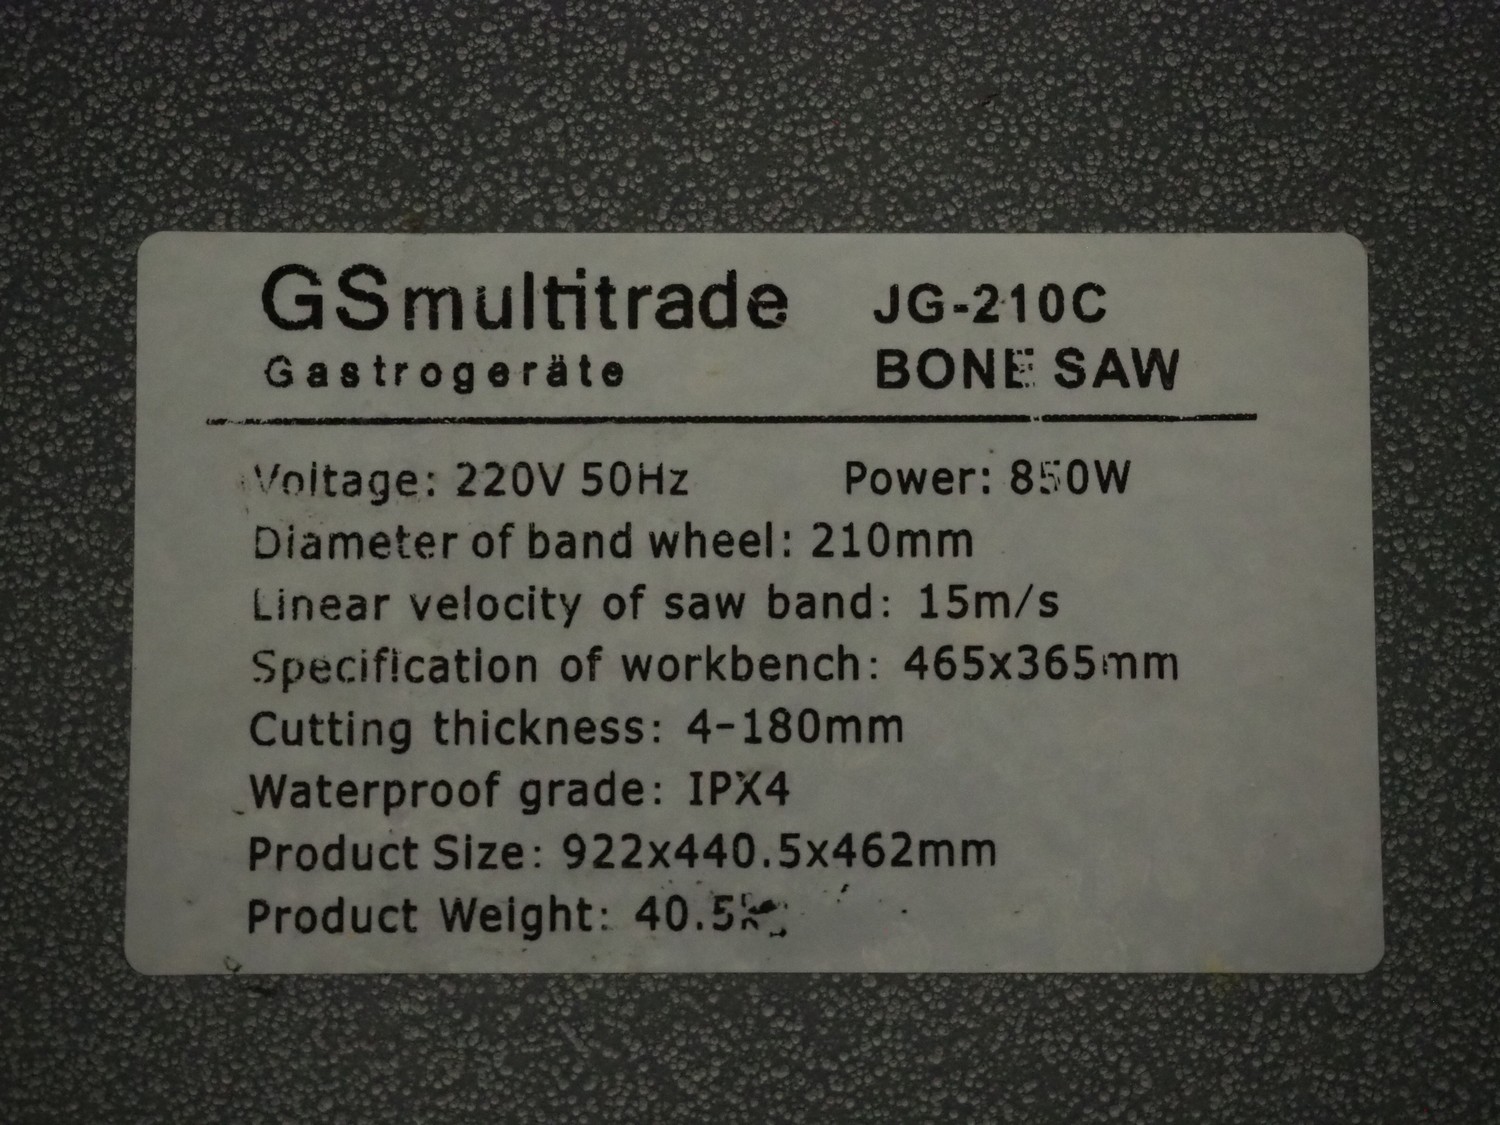 GSmultitrade JG-210C
Gastrogeräte BONE SAW
Voltage: 220V 50Hz Power: 850W
Diameter of band wheel: 210mm
Linear velocity of saw band: 15m/s
Specification of workbench: 465x365mm
Cutting thickness: 4-180mm
Waterproof grade: IPX4
Product Size: 922x440.5x462mm
Product Weight: 40.5